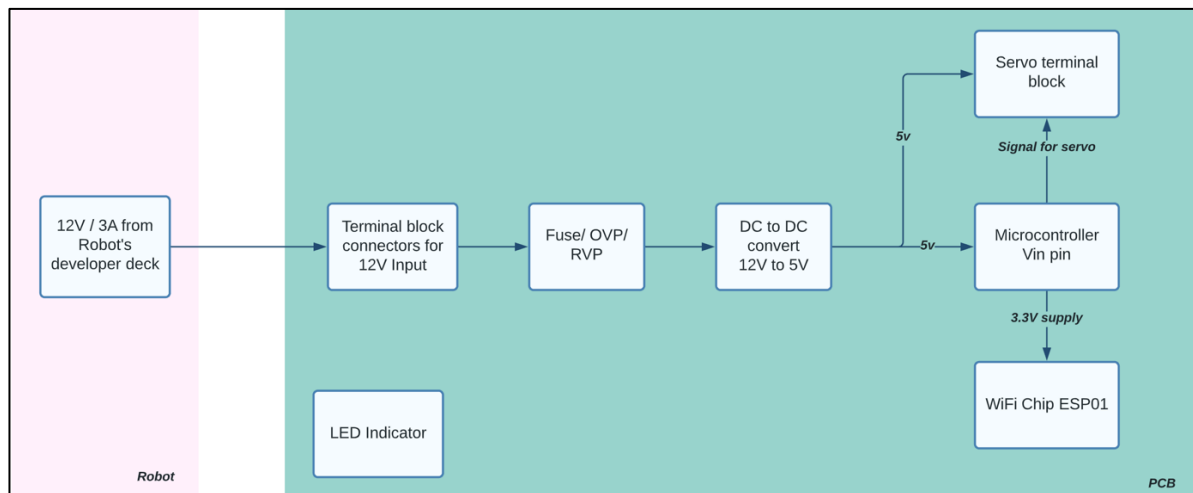 Servo terminal
block
5v
Signal for servo
12V / 3A from
Robot's
developer deck
Terminal block
connectors for
12V Input
Fuse/ OVP/
RVP
DC to DC
convert
12V to 5V
5v
Microcontroller
Vin pin
3.3V supply
WiFi Chip ESP01
LED Indicator
Robot
PCB